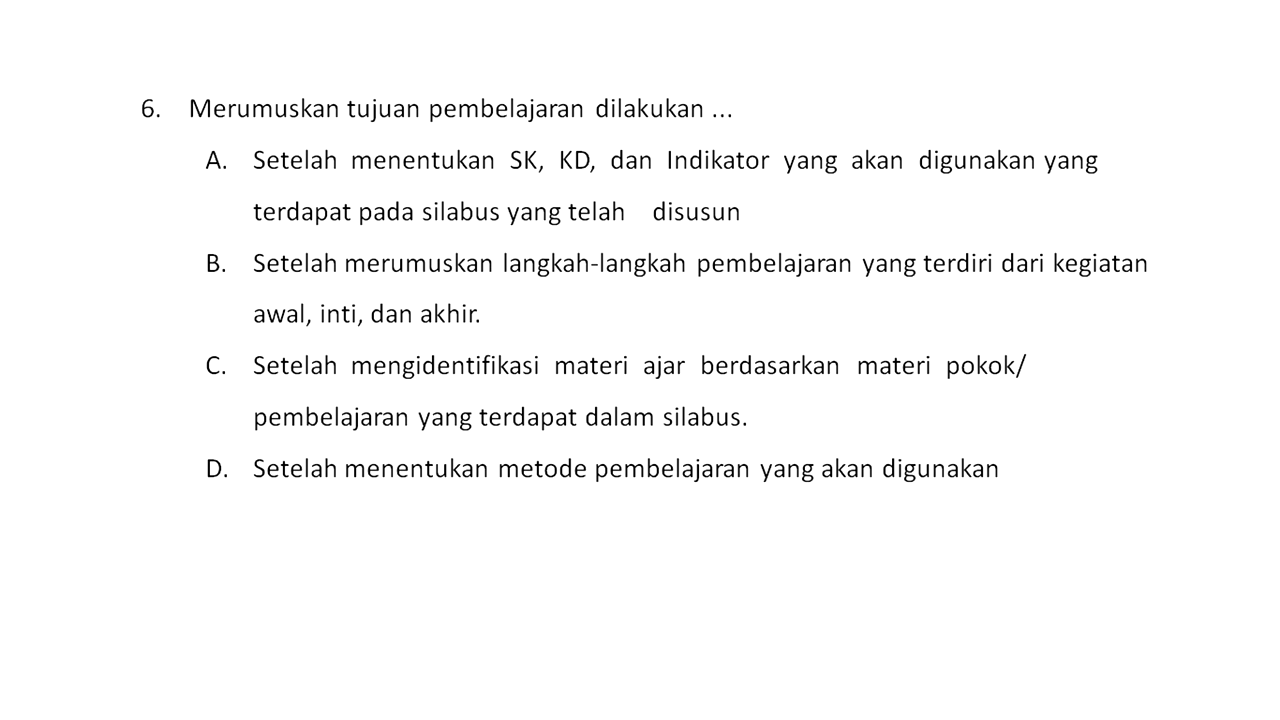 6. Merumuskan tujuan pembelajaran dilakukan ...
A. Setelah menentukan SK, KD, dan Indikator yang akan digunakan yang
terdapat pada silabus yang telah disusun
B. Setelah merumuskan langkah-langkah pembelajaran yang terdiri dari kegiatan
awal, inti, dan akhir.
C. Setelah mengidentifikasi materi ajar berdasarkan materi pokok/
pembelajaran yang terdapat dalam silabus.
D. Setelah menentukan metode pembelajaran yang akan digunakan